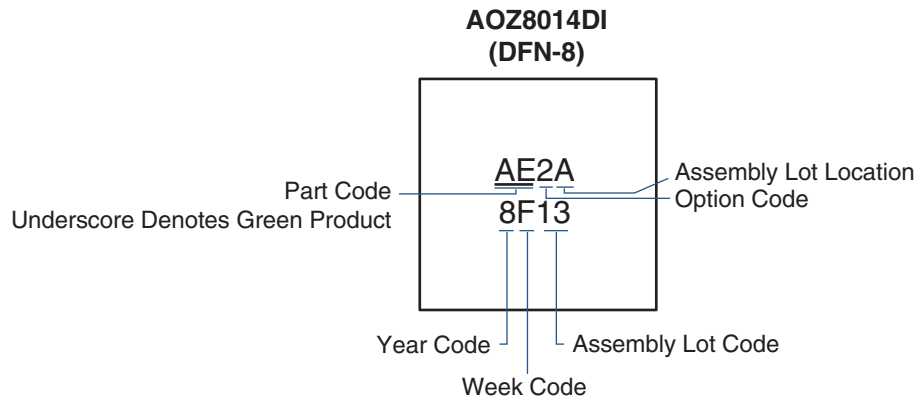 AOZ8014DI
(DFN-8)
AE2A
8F13
Part Code
Underscore Denotes Green Product
Assembly Lot Location
Option Code
Year Code
Assembly Lot Code
Week Code